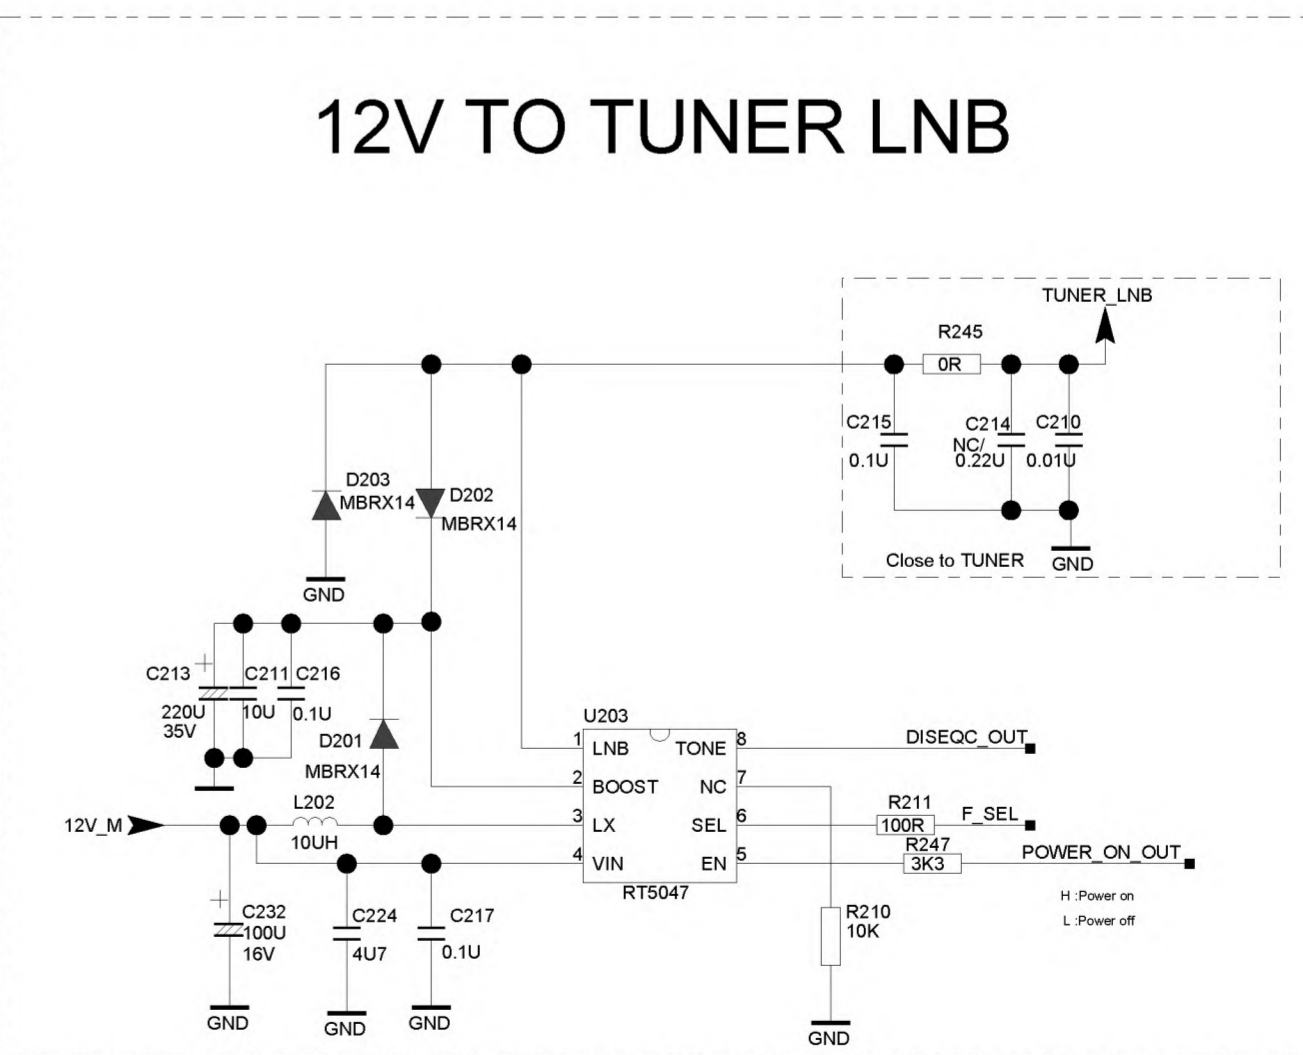 12V TO TUNER LNB
TUNER_LNB
R245
0R
C215
0.1U
C214
NC/
0.22U
C210
0.01U
Close to TUNER
GND
D203
MBRX14
D202
MBRX14
GND
C213
220U
35V
C211
10U
C216
0.1U
D201
MBRX14
12V_M
L202
10UH
U203
1 LNB TONE 8
2 BOOST NC 7
3 LX SEL 6
4 VIN EN 5
RT5047
DISEQC_OUT
R211
100R
F_SEL
R247
3K3
POWER_ON_OUT
H :Power on
L :Power off
C232
100U
16V
C224
4U7
C217
0.1U
R210
10K
GND
GND
GND
GND